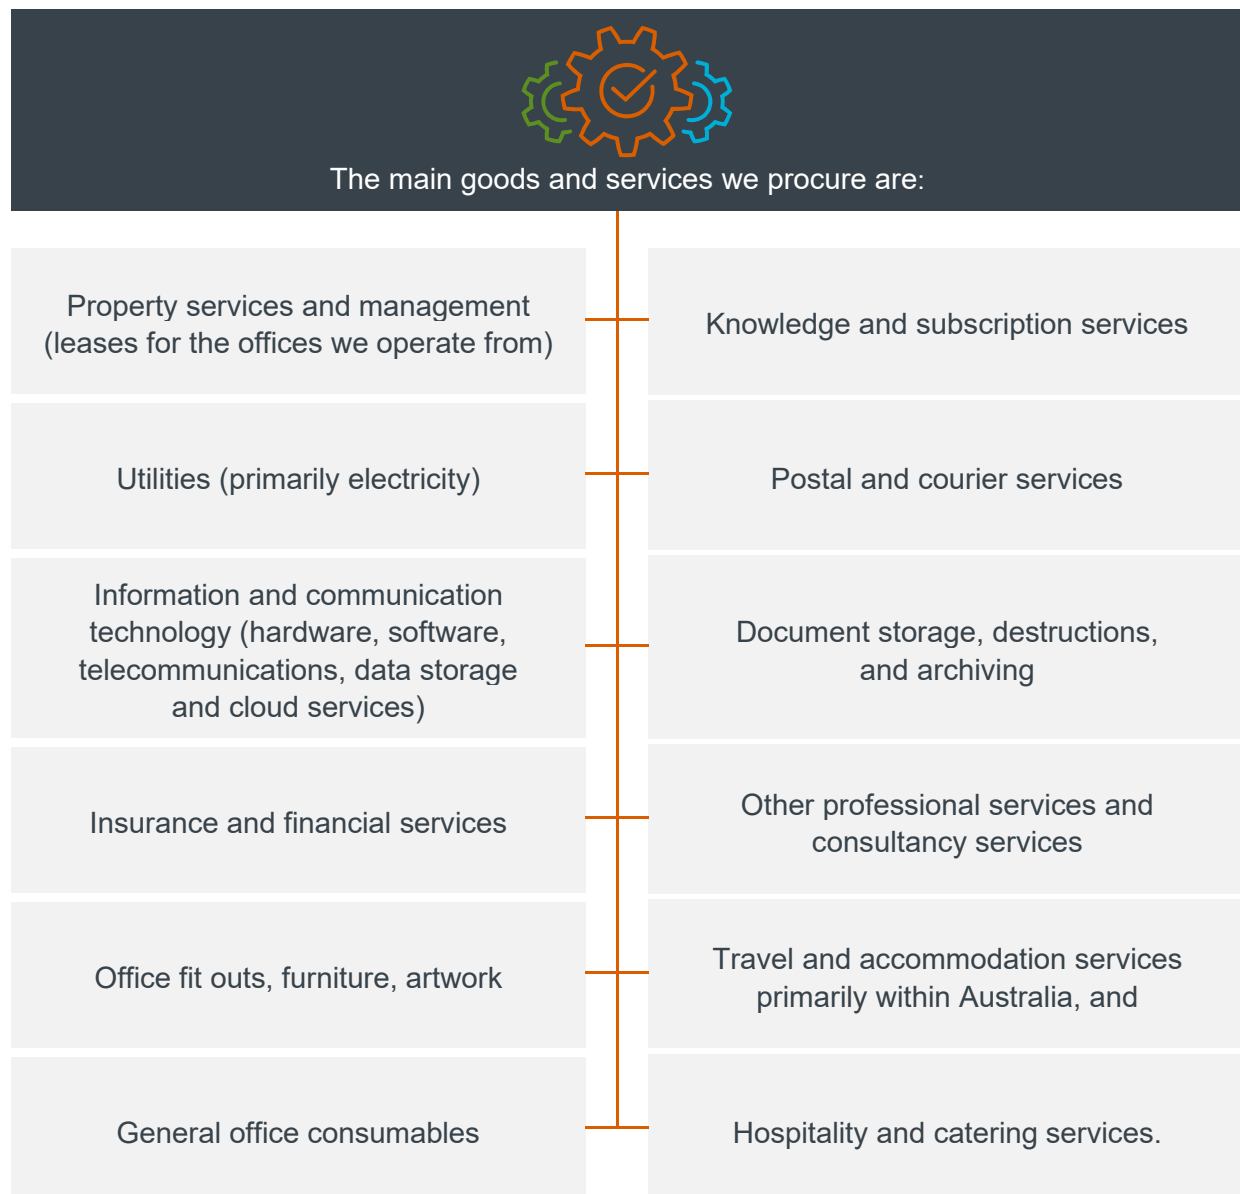 The main goods and services we procure are:
Property services and management
(leases for the offices we operate from)
Utilities (primarily electricity)
Information and communication
technology (hardware, software,
telecommunications, data storage
and cloud services)
Insurance and financial services
Office fit outs, furniture, artwork
General office consumables
Knowledge and subscription services
Postal and courier services
Document storage, destructions,
and archiving
Other professional services and
consultancy services
Travel and accommodation services
primarily within Australia, and
Hospitality and catering services.